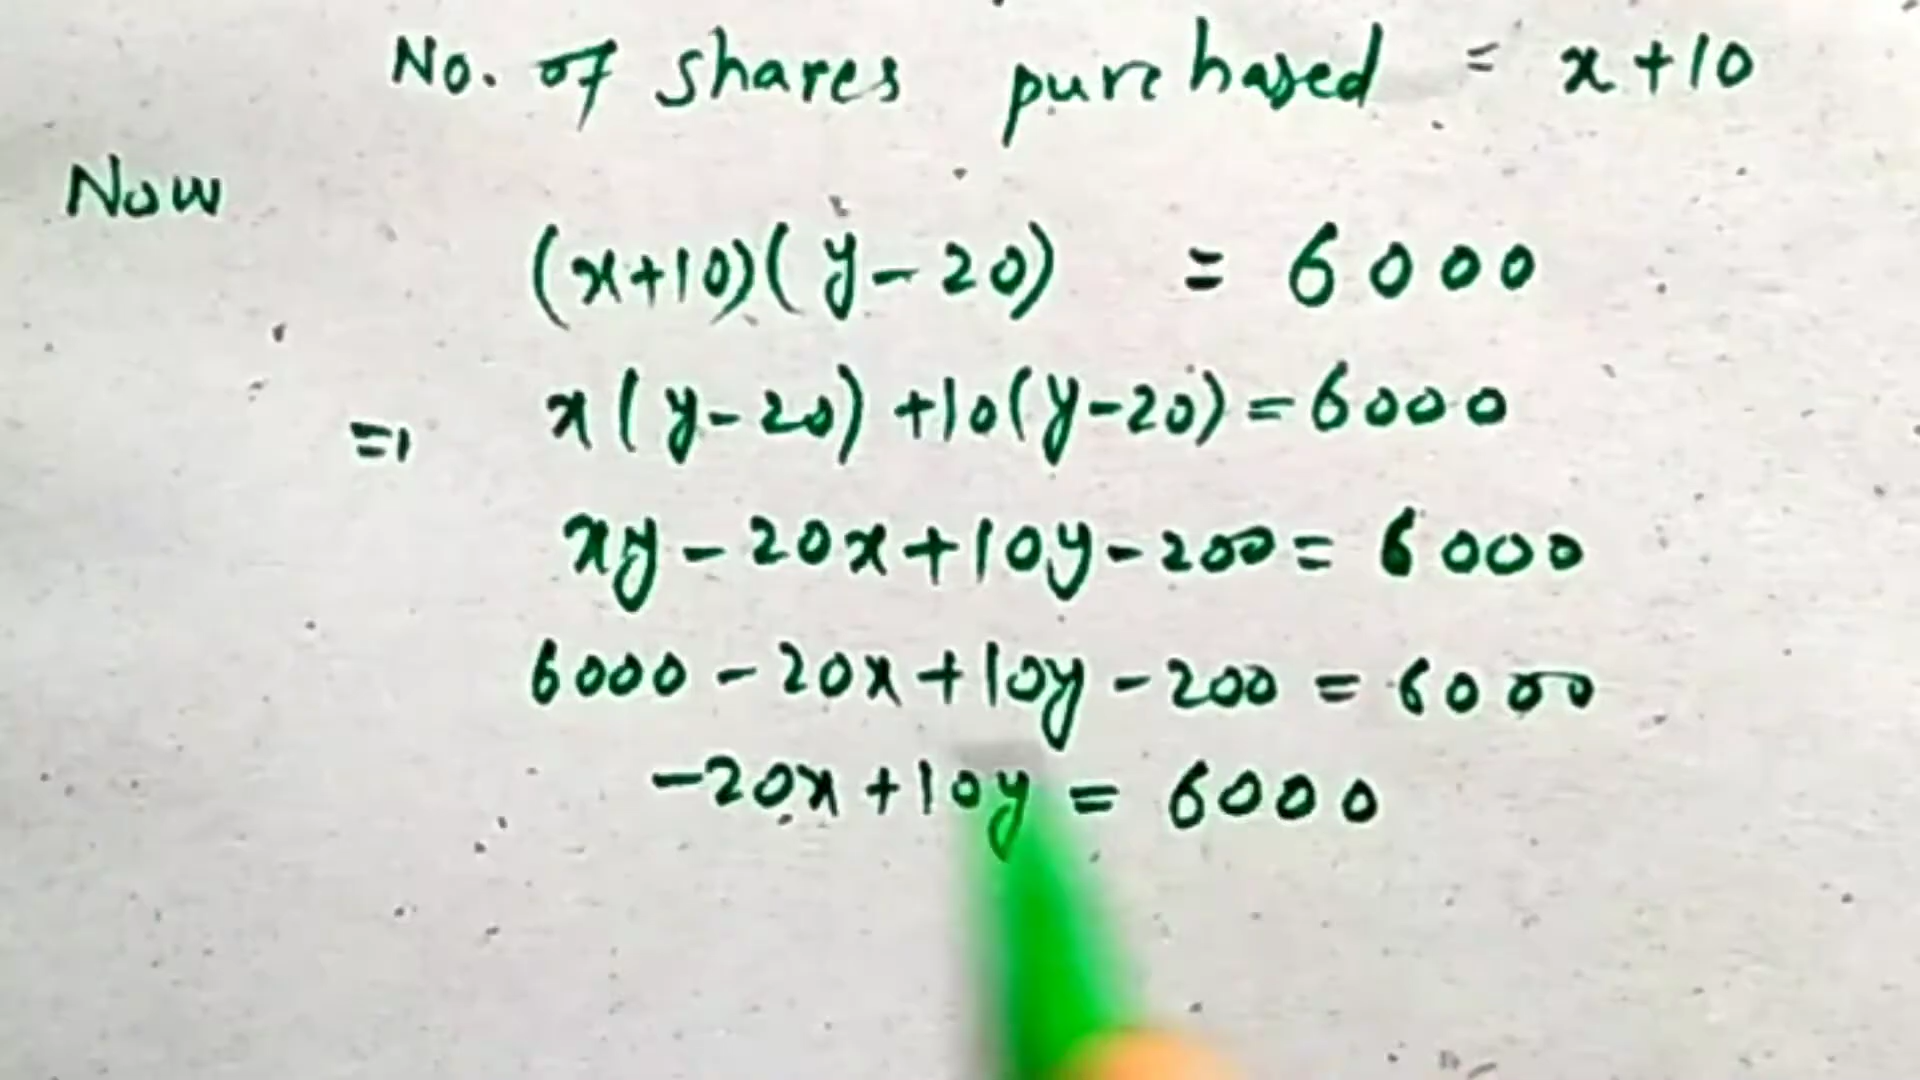 No. of shares purchased = x+10
Now
(x+10)(y-20) = 6000
=1 x(y-20)+10(y-20)=6000
xy-20x+10y-200=6000
6000-20x+10y-200=6000
-20x+10y=6000